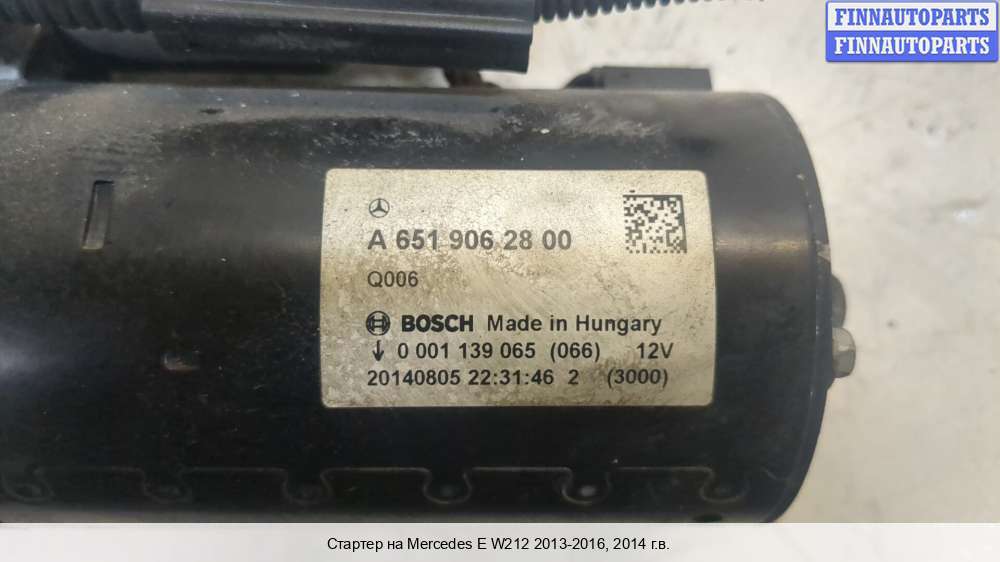 FINNAUTOPARTS
FINNAUTOPARTS
A 651 906 28 00
Q006
BOSCH Made in Hungary
0 001 139 065 (066) 12V
20140805 22:31:46 2 (3000)
Стартер на Mercedes E W212 2013-2016, 2014 г.в.